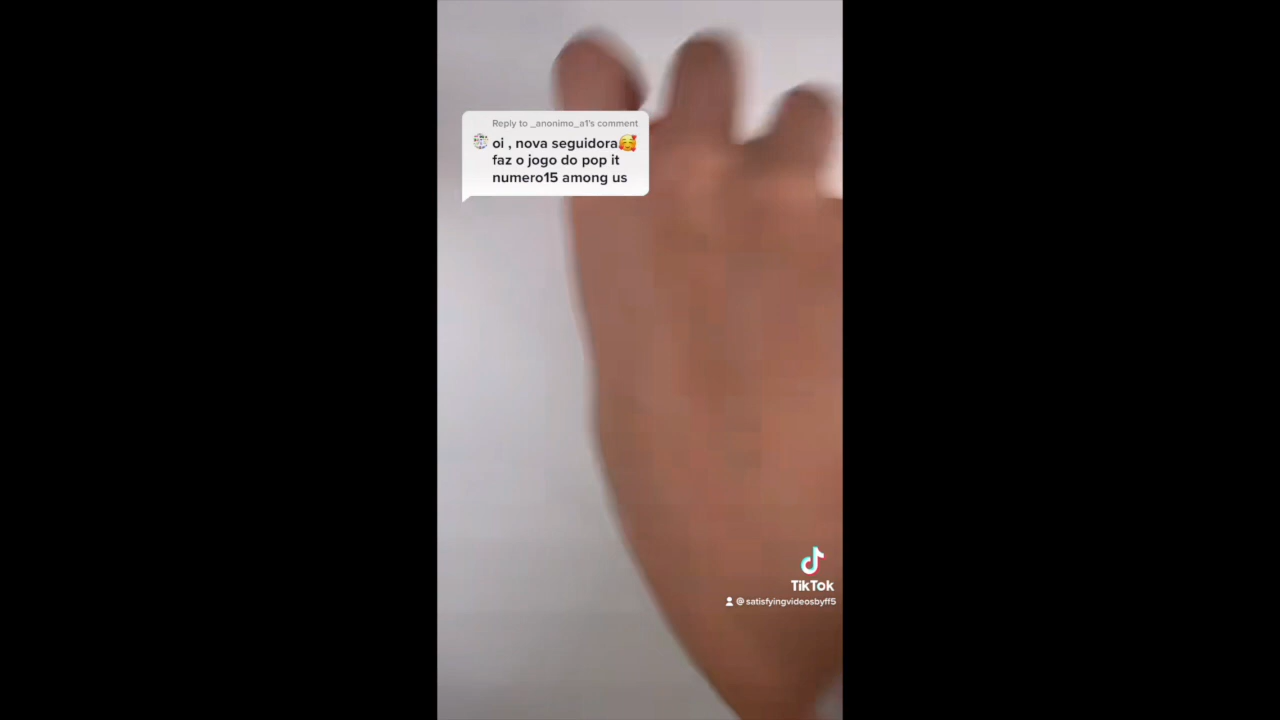 Reply to _anonimo_a1's comment
oi , nova seguidora🥰
faz o jogo do pop it
numero15 among us
TikTok
@satisfyingvideosbyff5